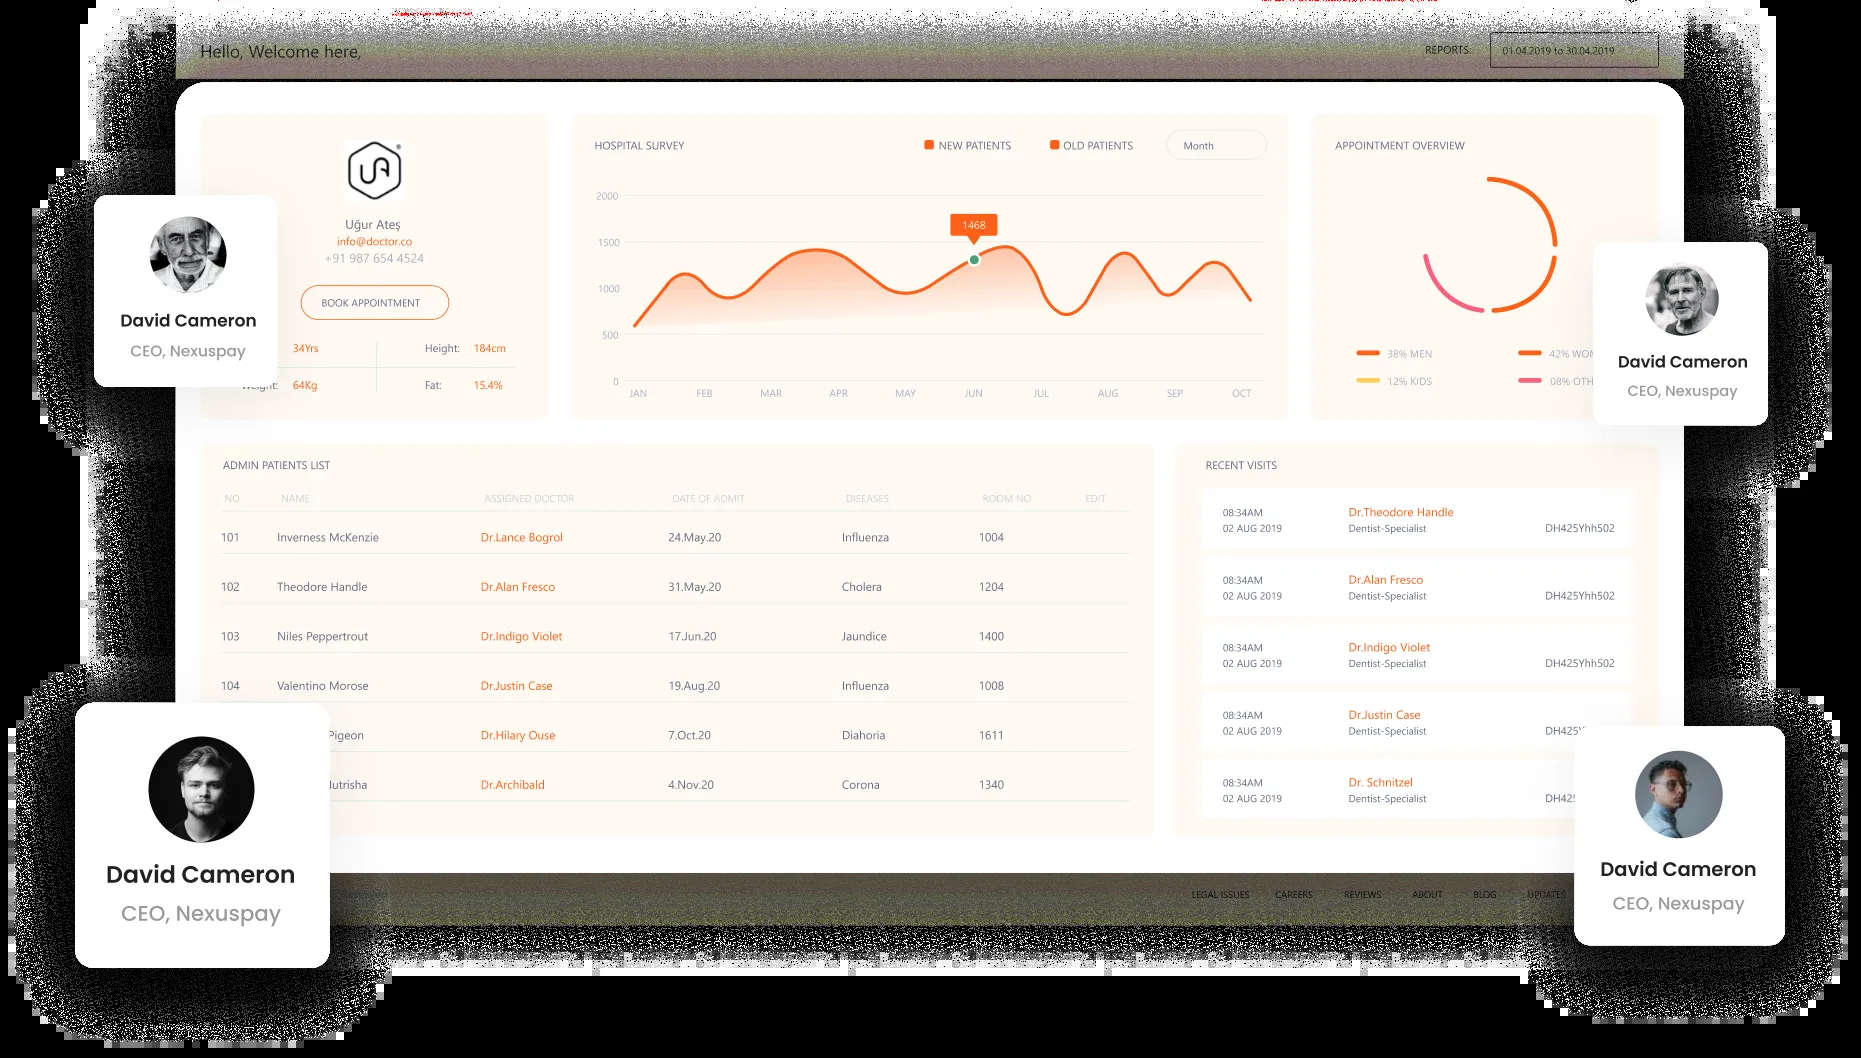 Hello, Welcome here,
REPORTS:
01.04.2019 to 30.04.2019
Uğur Ateş
info@doctor.co
+91 987 654 4524
BOOK APPOINTMENT
34Yrs
Height: 184cm
Weight: 64Kg
Fat: 15.4%
HOSPITAL SURVEY
NEW PATIENTS
OLD PATIENTS
Month
2000
1500
1000
500
0
1468
JAN FEB MAR APR MAY JUN JUL AUG SEP OCT
APPOINTMENT OVERVIEW
38% MEN
42% WOM
12% KIDS
08% OTH
David Cameron
CEO, Nexuspay
David Cameron
CEO, Nexuspay
ADMIN PATIENTS LIST
NO NAME ASSIGNED DOCTOR DATE OF ADMIT DISEASES ROOM NO EDIT
101 Inverness McKenzie Dr.Lance Bogrol 24.May.20 Influenza 1004
102 Theodore Handle Dr.Alan Fresco 31.May.20 Cholera 1204
103 Niles Peppertrout Dr.Indigo Violet 17.Jun.20 Jaundice 1400
104 Valentino Morose Dr.Justin Case 19.Aug.20 Influenza 1008
Pigeon Dr.Hilary Ouse 7.Oct.20 Diahoria 1611
utrisha Dr.Archibald 4.Nov.20 Corona 1340
RECENT VISITS
08:34AM Dr.Theodore Handle
02 AUG 2019 Dentist-Specialist DH425Yhh502
08:34AM Dr.Alan Fresco
02 AUG 2019 Dentist-Specialist DH425Yhh502
08:34AM Dr.Indigo Violet
02 AUG 2019 Dentist-Specialist DH425Yhh502
08:34AM Dr.Justin Case
02 AUG 2019 Dentist-Specialist DH425Y
08:34AM Dr. Schnitzel
02 AUG 2019 Dentist-Specialist DH425
David Cameron
CEO, Nexuspay
David Cameron
CEO, Nexuspay
LEGAL ISSUES CAREERS REVIEWS ABOUT BLOG UPDATES